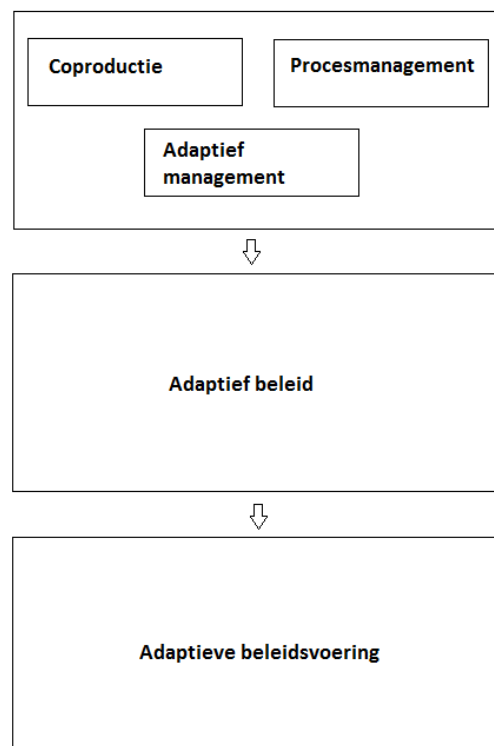 Coproductie
Procesmanagement
Adaptief
management
Adaptief beleid
Adaptieve beleidsvoering